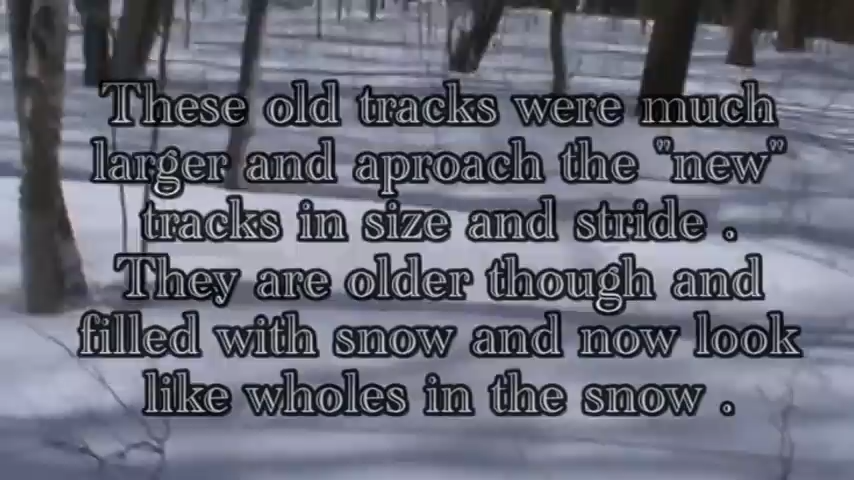 These old tracks were much
larger and aproach the "new"
tracks in size and stride .
They are older though and
filled with snow and now look
like wholes in the snow .